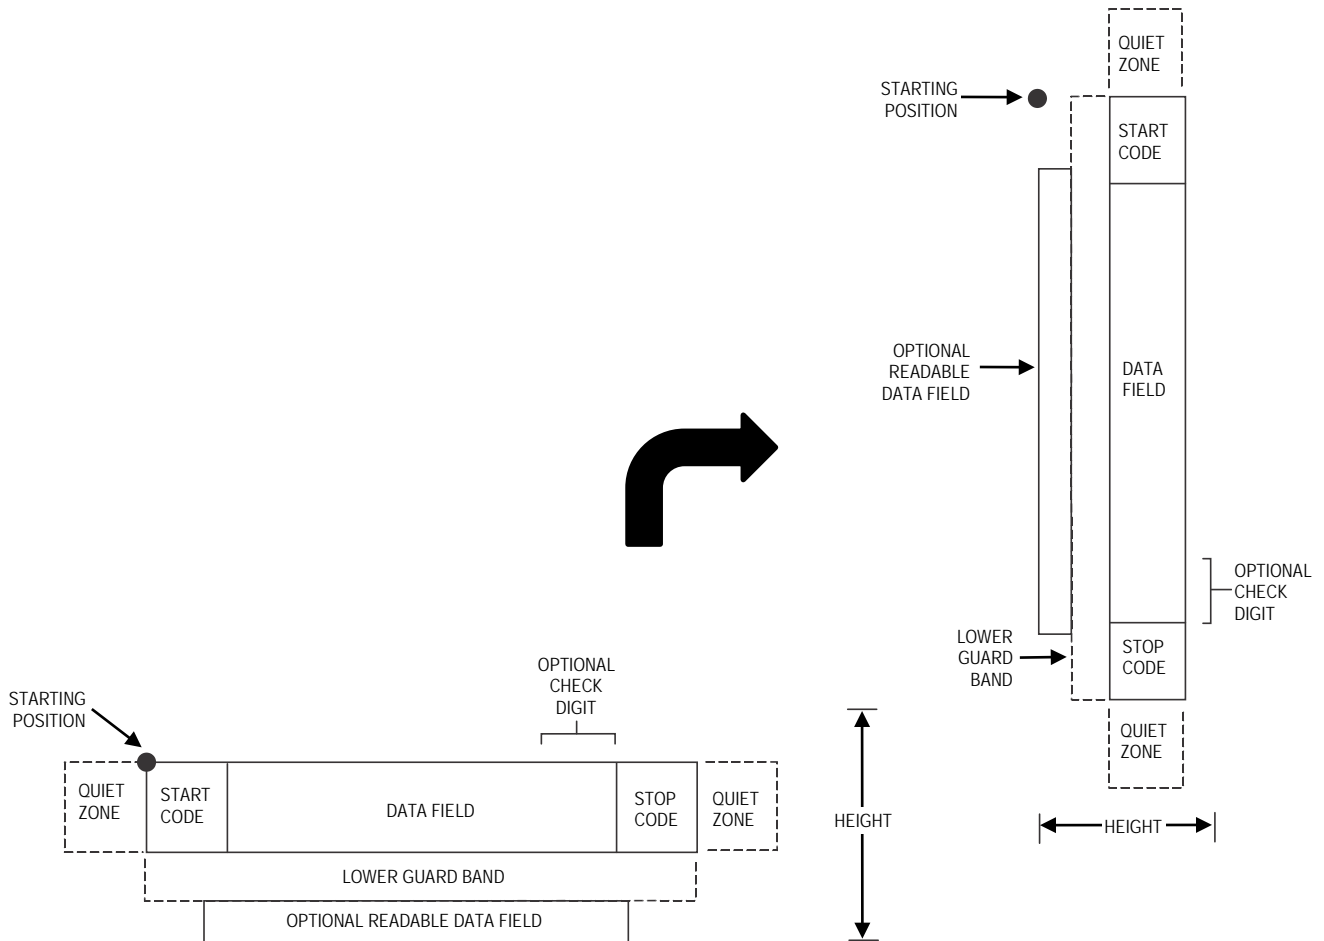 QUIET
ZONE
STARTING
POSITION
START
CODE
OPTIONAL
READABLE
DATA FIELD
DATA
FIELD
OPTIONAL
CHECK
DIGIT
LOWER
GUARD
BAND
STOP
CODE
QUIET
ZONE
HEIGHT
OPTIONAL
CHECK
DIGIT
STARTING
POSITION
QUIET
ZONE
START
CODE
DATA FIELD
STOP
CODE
QUIET
ZONE
HEIGHT
LOWER GUARD BAND
OPTIONAL READABLE DATA FIELD